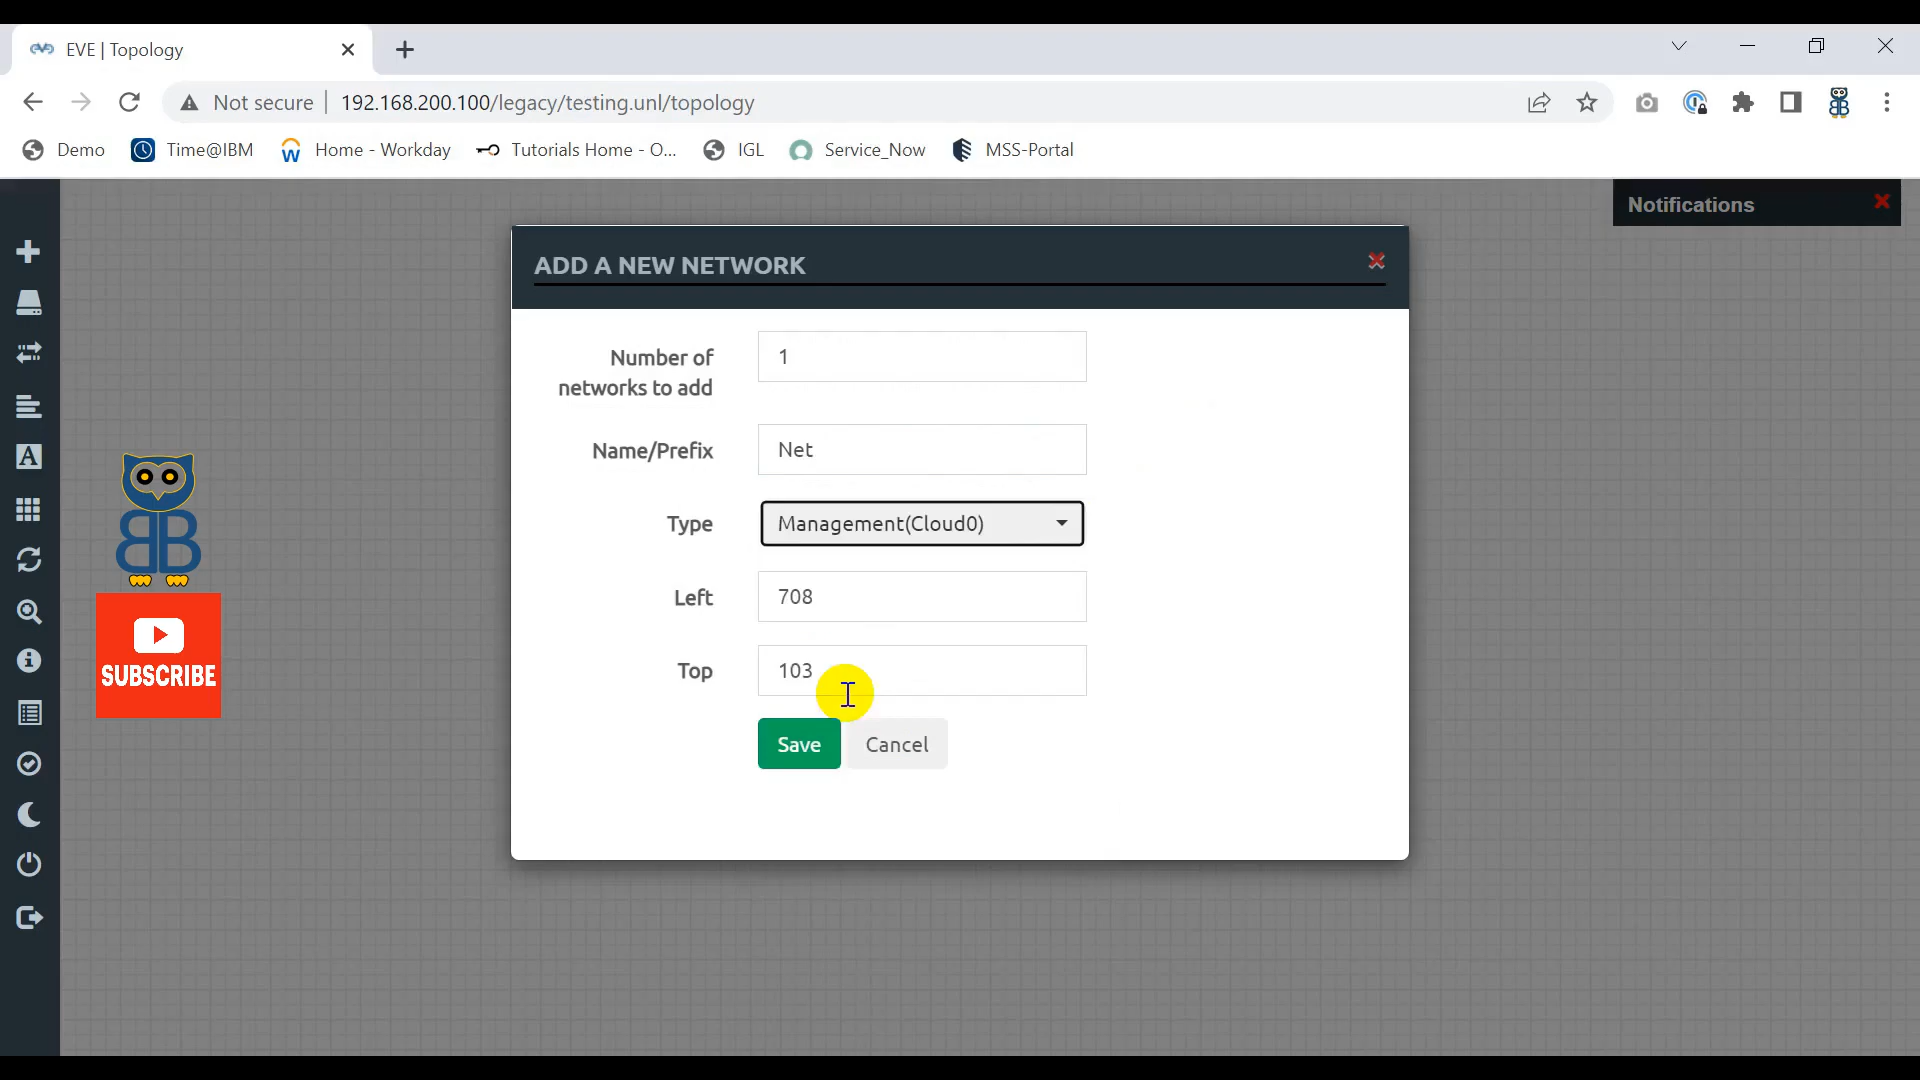 EVE | Topology
Not secure
192.168.200.100/legacy/testing.unl/topology
Demo
Time@IBM
Home - Workday
Tutorials Home - O...
IGL
Service_Now
MSS-Portal
Notifications
ADD A NEW NETWORK
Number of
networks to add
1
Name/Prefix
Net
Type
Management(Cloud0)
Left
708
Top
103
Save
Cancel
A
BB
SUBSCRIBE